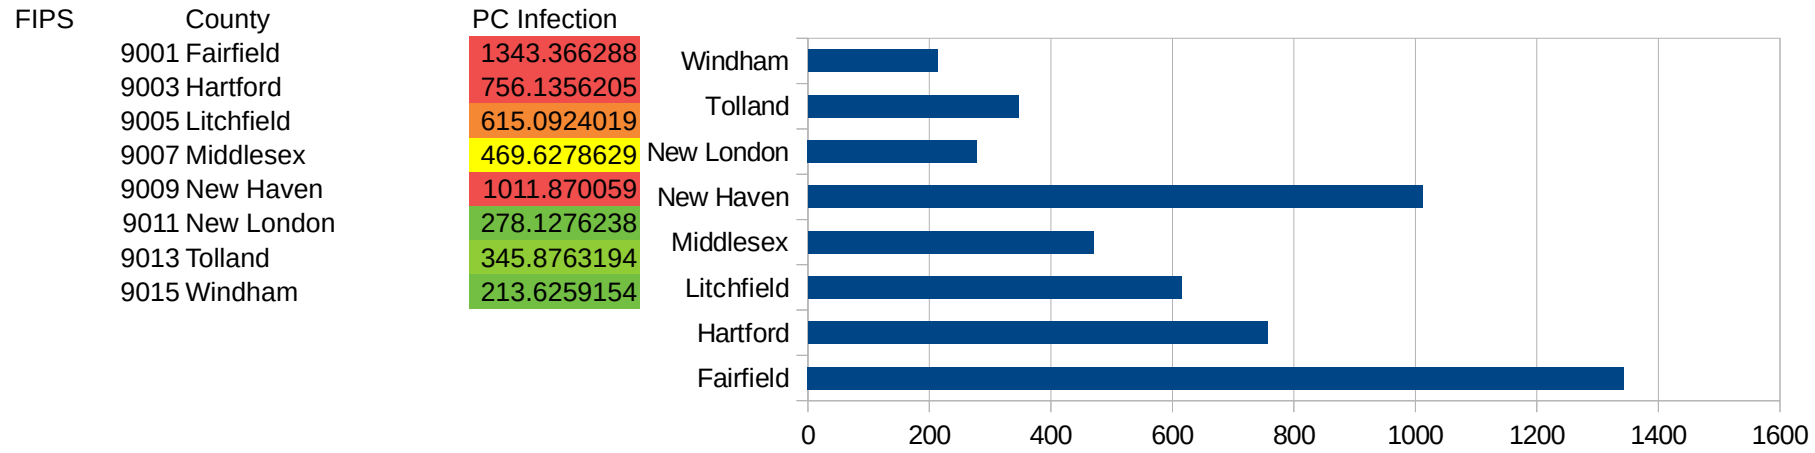 FIPS County PC Infection
9001 Fairfield 1343.366288
9003 Hartford 756.1356205
9005 Litchfield 615.0924019
9007 Middlesex 469.6278629
9009 New Haven 1011.870059
9011 New London 278.1276238
9013 Tolland 345.8763194
9015 Windham 213.6259154
Windham
Tolland
New London
New Haven
Middlesex
Litchfield
Hartford
Fairfield
0 200 400 600 800 1000 1200 1400 1600